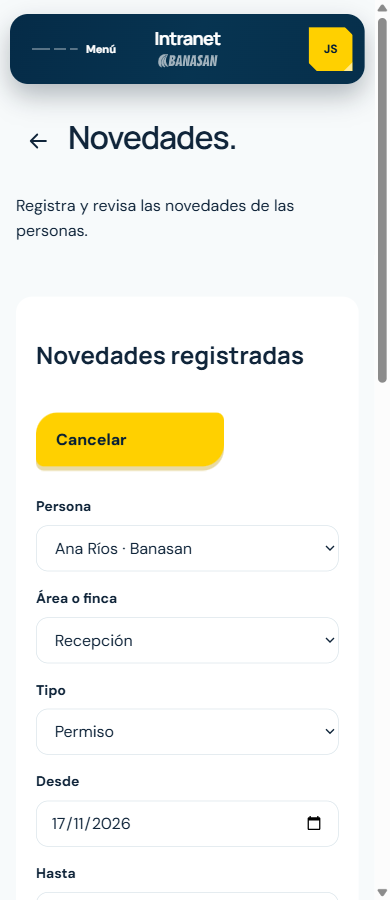 Menú
Intranet
BANASAN
JS
Novedades.
Registra y revisa las novedades de las
personas.
Novedades registradas
Cancelar
Persona
Ana Ríos · Banasan
Área o finca
Recepción
Tipo
Permiso
Desde
17/11/2026
Hasta